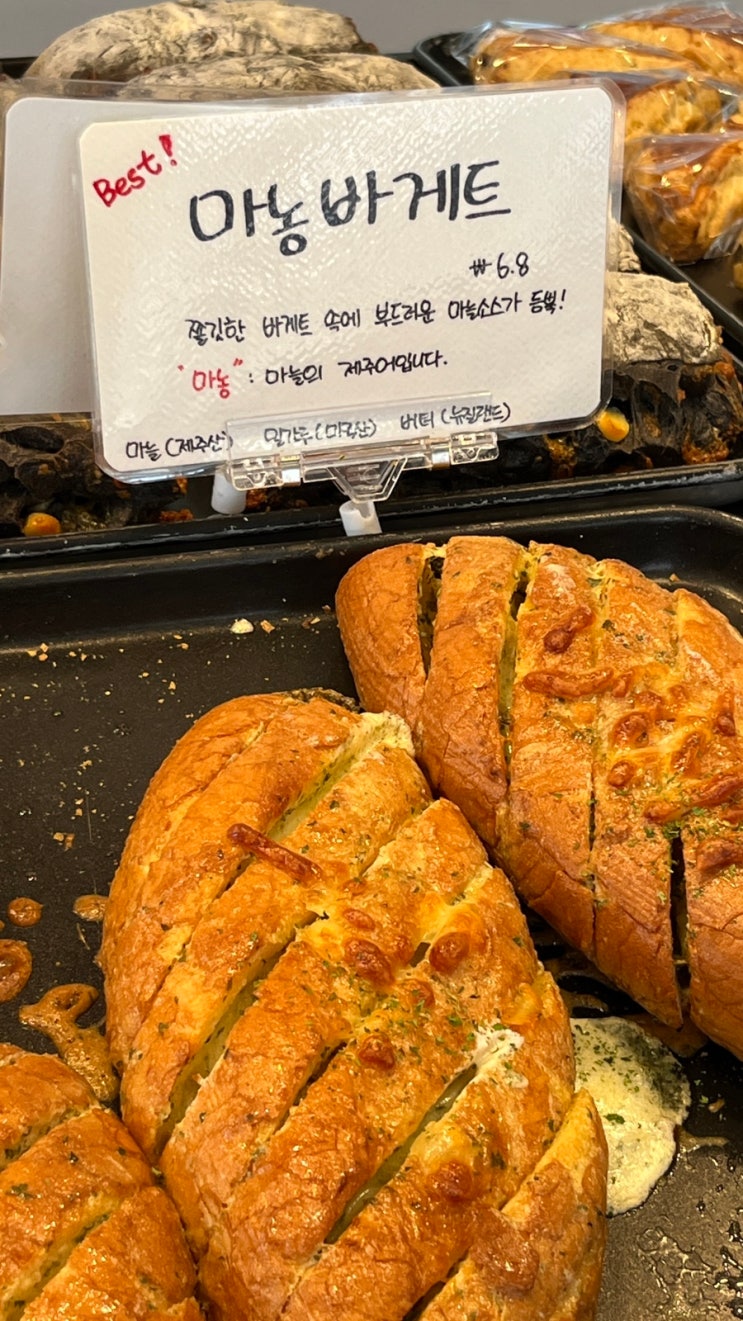 Best!
마농바게트
₩6.8
쫄깃한 바게트 속에 부드러운 마늘소스가 듬뿍!
"마농" : 마늘의 제주어입니다.
마늘(제주산) 밀가루(미국산) 버터(뉴질랜드)